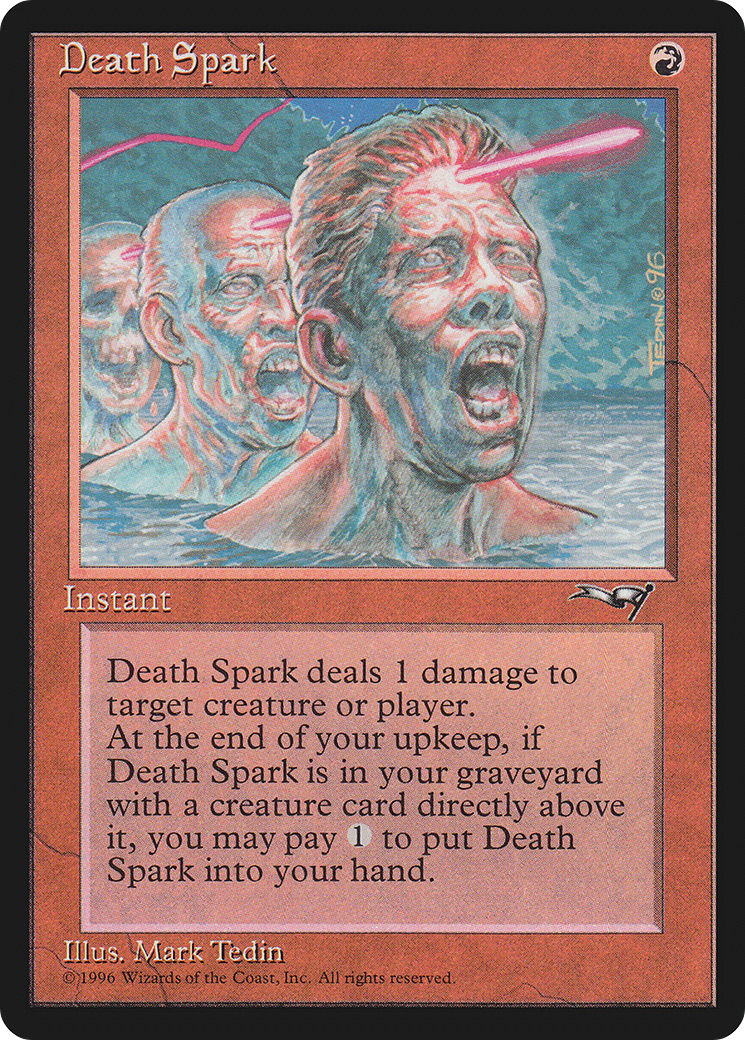 Death Spark
TEDIN © 96
Instant
Death Spark deals 1 damage to
target creature or player.
At the end of your upkeep, if
Death Spark is in your graveyard
with a creature card directly above
it, you may pay 1 to put Death
Spark into your hand.
Illus. Mark Tedin
© 1996 Wizards of the Coast, Inc. All rights reserved.